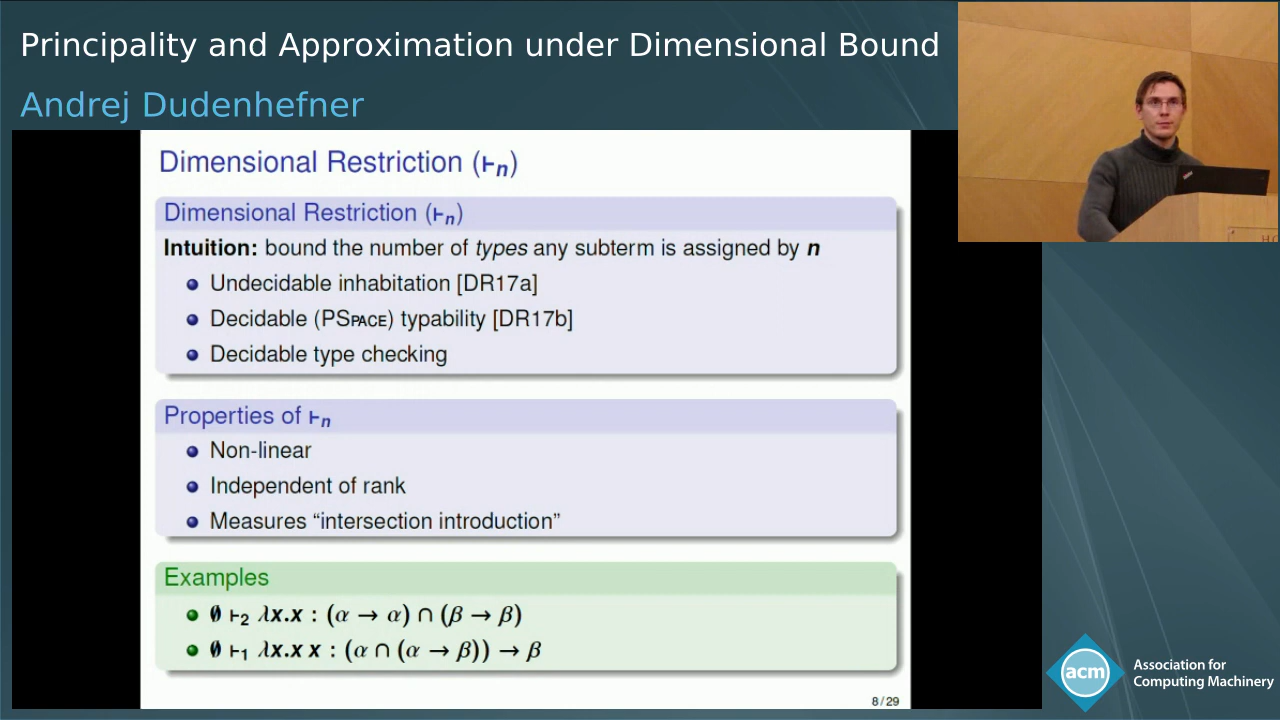 Principality and Approximation under Dimensional Bound
Andrej Dudenhefner
Dimensional Restriction (⊢n)
Dimensional Restriction (⊢n)
Intuition: bound the number of types any subterm is assigned by n
Undecidable inhabitation [DR17a]
Decidable (PSPACE) typability [DR17b]
Decidable type checking
Properties of ⊢n
Non-linear
Independent of rank
Measures “intersection introduction”
Examples
∅ ⊢2 λx.x : (α → α) ∩ (β → β)
∅ ⊢1 λx.x x : (α ∩ (α → β)) → β
8/29
acm
Association for
Computing Machinery